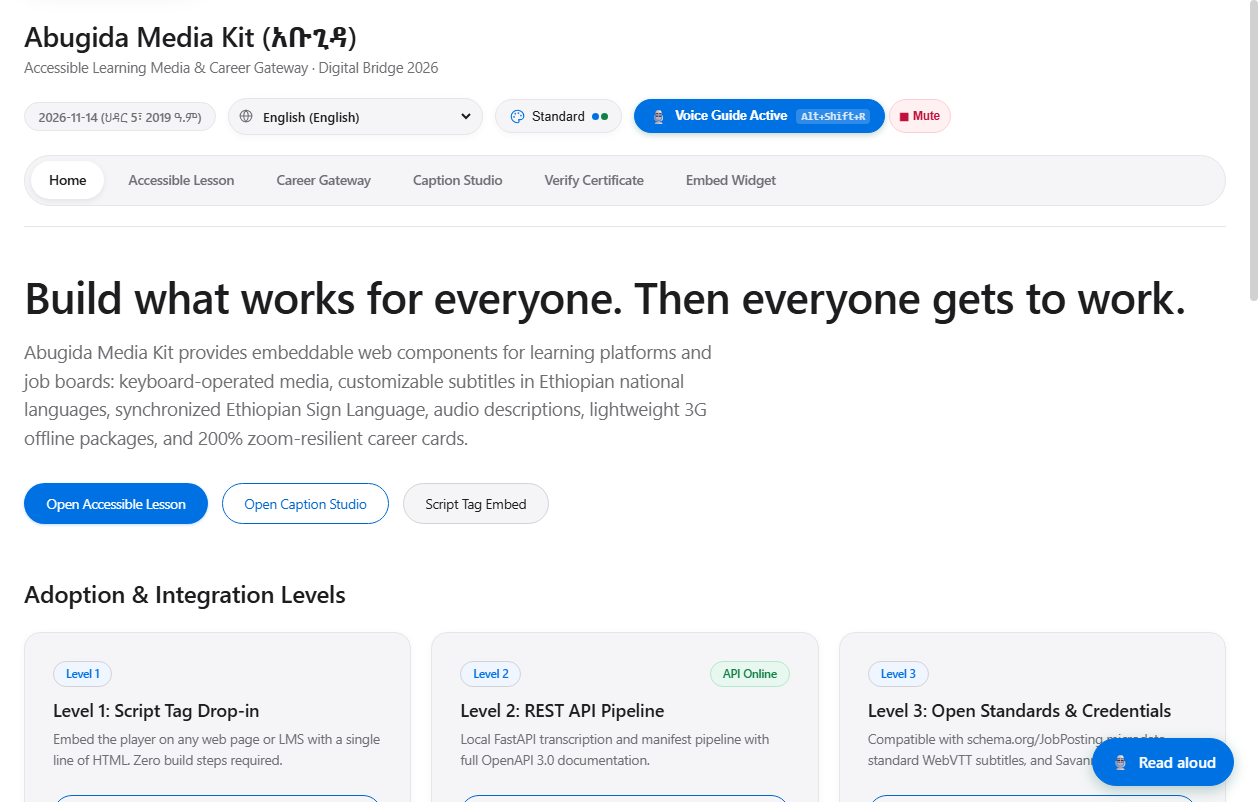 Abugida Media Kit (አቡጊዳ)
Accessible Learning Media & Career Gateway · Digital Bridge 2026
2026-11-14 (ህዳር 5፣ 2019 ዓ.ም)
English (English)
Standard
Voice Guide Active Alt+Shift+R
Mute
Home
Accessible Lesson
Career Gateway
Caption Studio
Verify Certificate
Embed Widget
Build what works for everyone. Then everyone gets to work.
Abugida Media Kit provides embeddable web components for learning platforms and
job boards: keyboard-operated media, customizable subtitles in Ethiopian national
languages, synchronized Ethiopian Sign Language, audio descriptions, lightweight 3G
offline packages, and 200% zoom-resilient career cards.
Open Accessible Lesson
Open Caption Studio
Script Tag Embed
Adoption & Integration Levels
Level 1
Level 1: Script Tag Drop-in
Embed the player on any web page or LMS with a single
line of HTML. Zero build steps required.
Level 2
API Online
Level 2: REST API Pipeline
Local FastAPI transcription and manifest pipeline with
full OpenAPI 3.0 documentation.
Level 3
Level 3: Open Standards & Credentials
Compatible with schema.org/JobPosting
standard WebVTT subtitles, and
Read aloud